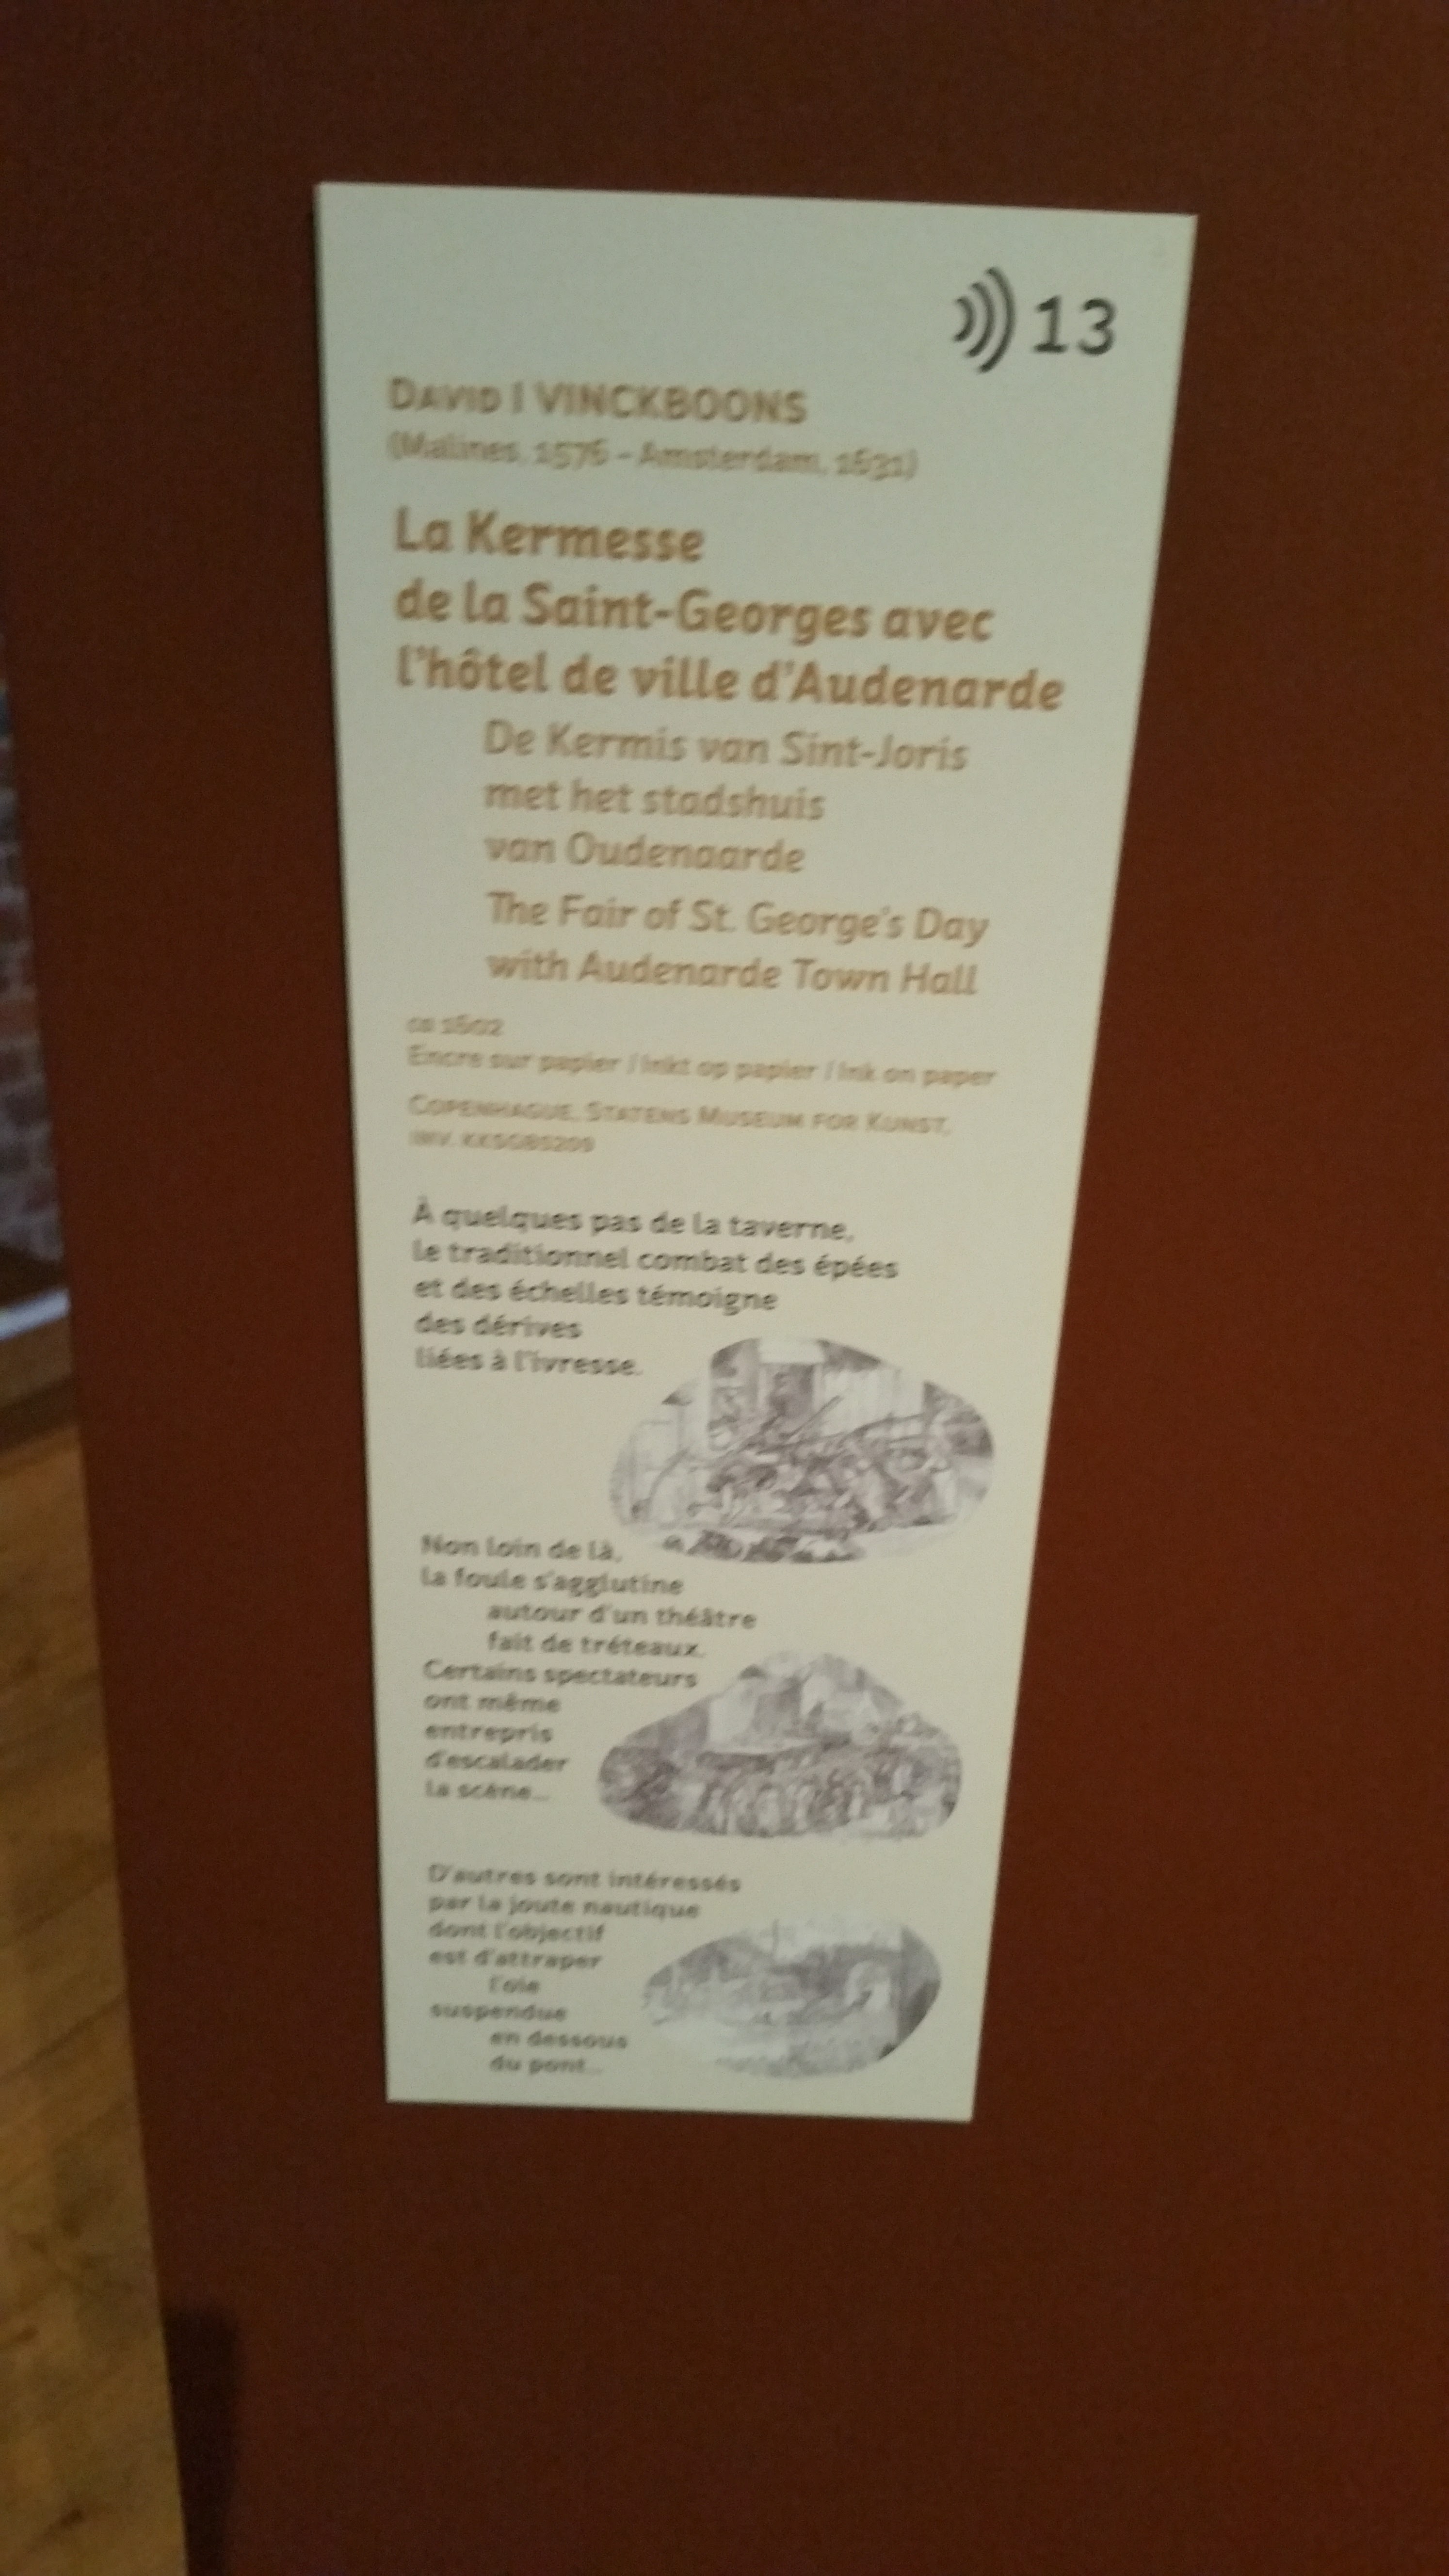 13
DAVID I VINCKBOONS
(Malines, 1576 - Amsterdam, 1631)
La Kermesse
de la Saint-Georges avec
l'hôtel de ville d'Audenarde
De Kermis van Sint-Joris
met het stadshuis
van Oudenaarde
The Fair of St. George's Day
with Audenarde Town Hall
ca 1602
Encre sur papier / Inkt op papier / Ink on paper
COPENHAGUE, STATENS MUSEUM FOR KUNST,
INV.
À quelques pas de la taverne,
le traditionnel combat des épées
et des échelles témoigne
des dérives
liées à l'ivresse.
Non loin de là,
la foule s'agglutine
autour d'un théâtre
fait de tréteaux.
Certains spectateurs
ont même
entrepris
d'escalader
la scène...
D'autres sont intéressés
par la joute nautique
dont l'objectif
est d'attraper
l'oie
suspendue
en dessous
du pont...